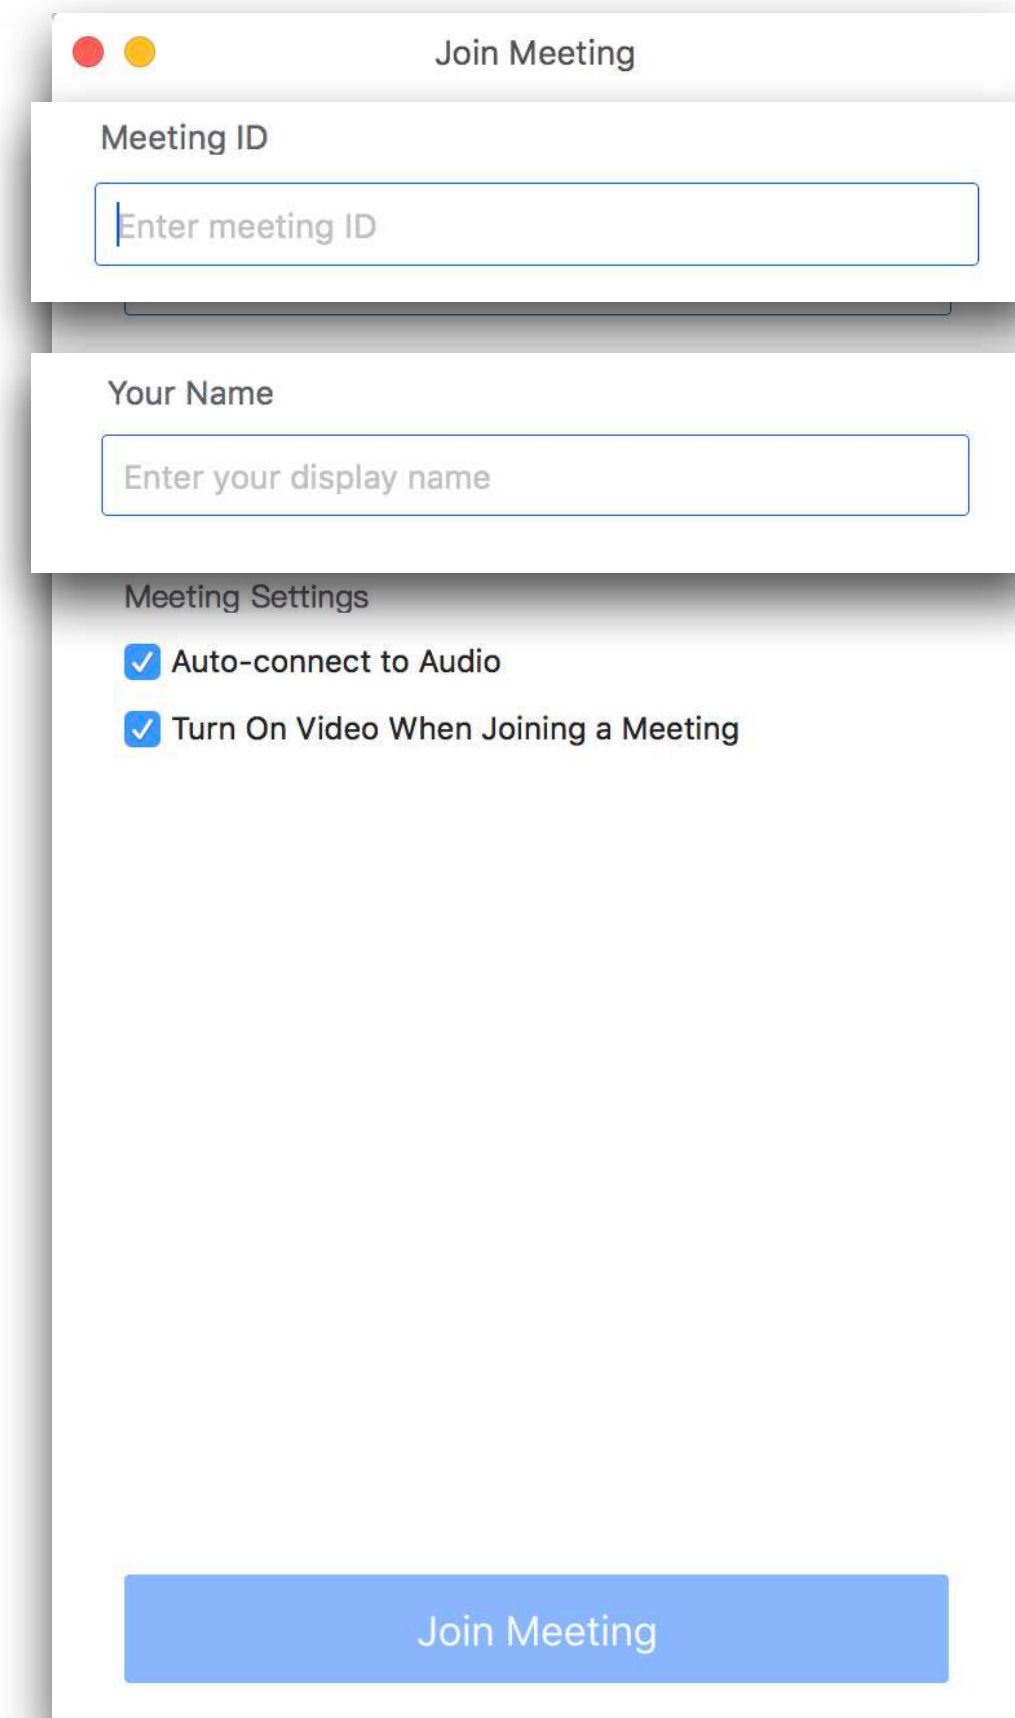 Join Meeting
Meeting ID
Enter meeting ID
Your Name
Enter your display name
Meeting Settings
Auto-connect to Audio
Turn On Video When Joining a Meeting
Join Meeting